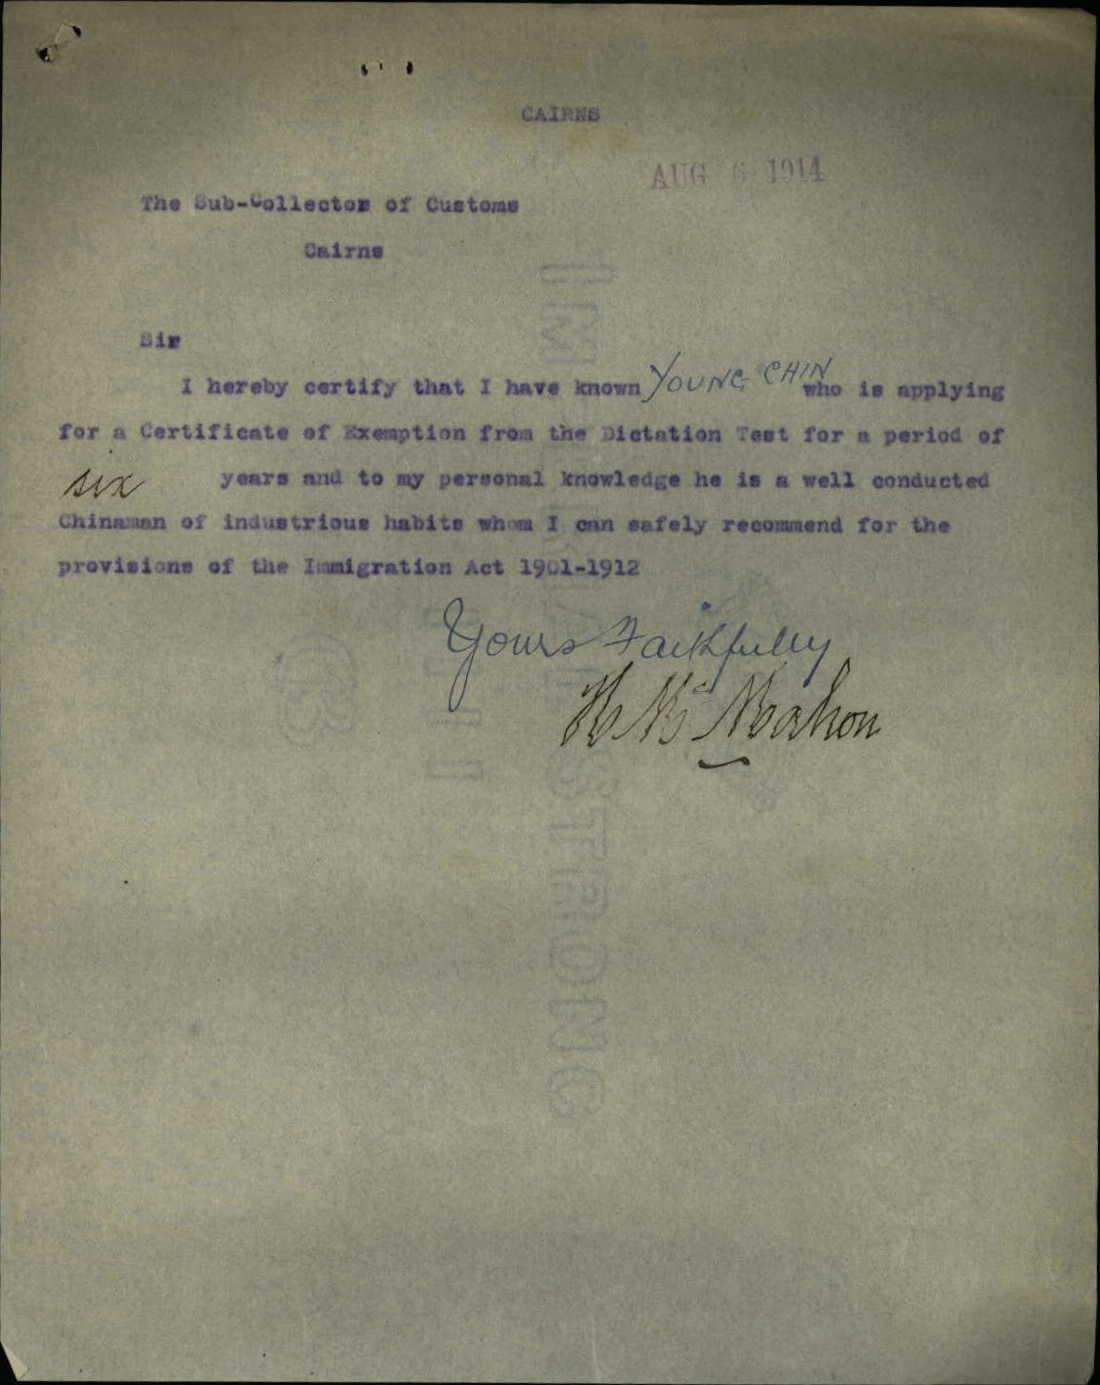 CAIRNS
AUG 6 1914
The Sub-Collector of Customs
Cairns
Sir
I hereby certify that I have known YOUNG CHIN who is applying
for a Certificate of Exemption from the Dictation Test for a period of
six years and to my personal knowledge he is a well conducted
Chinaman of industrious habits whom I can safely recommend for the
provisions of the Immigration Act 1901-1912
Yours Faithfully
McMahon